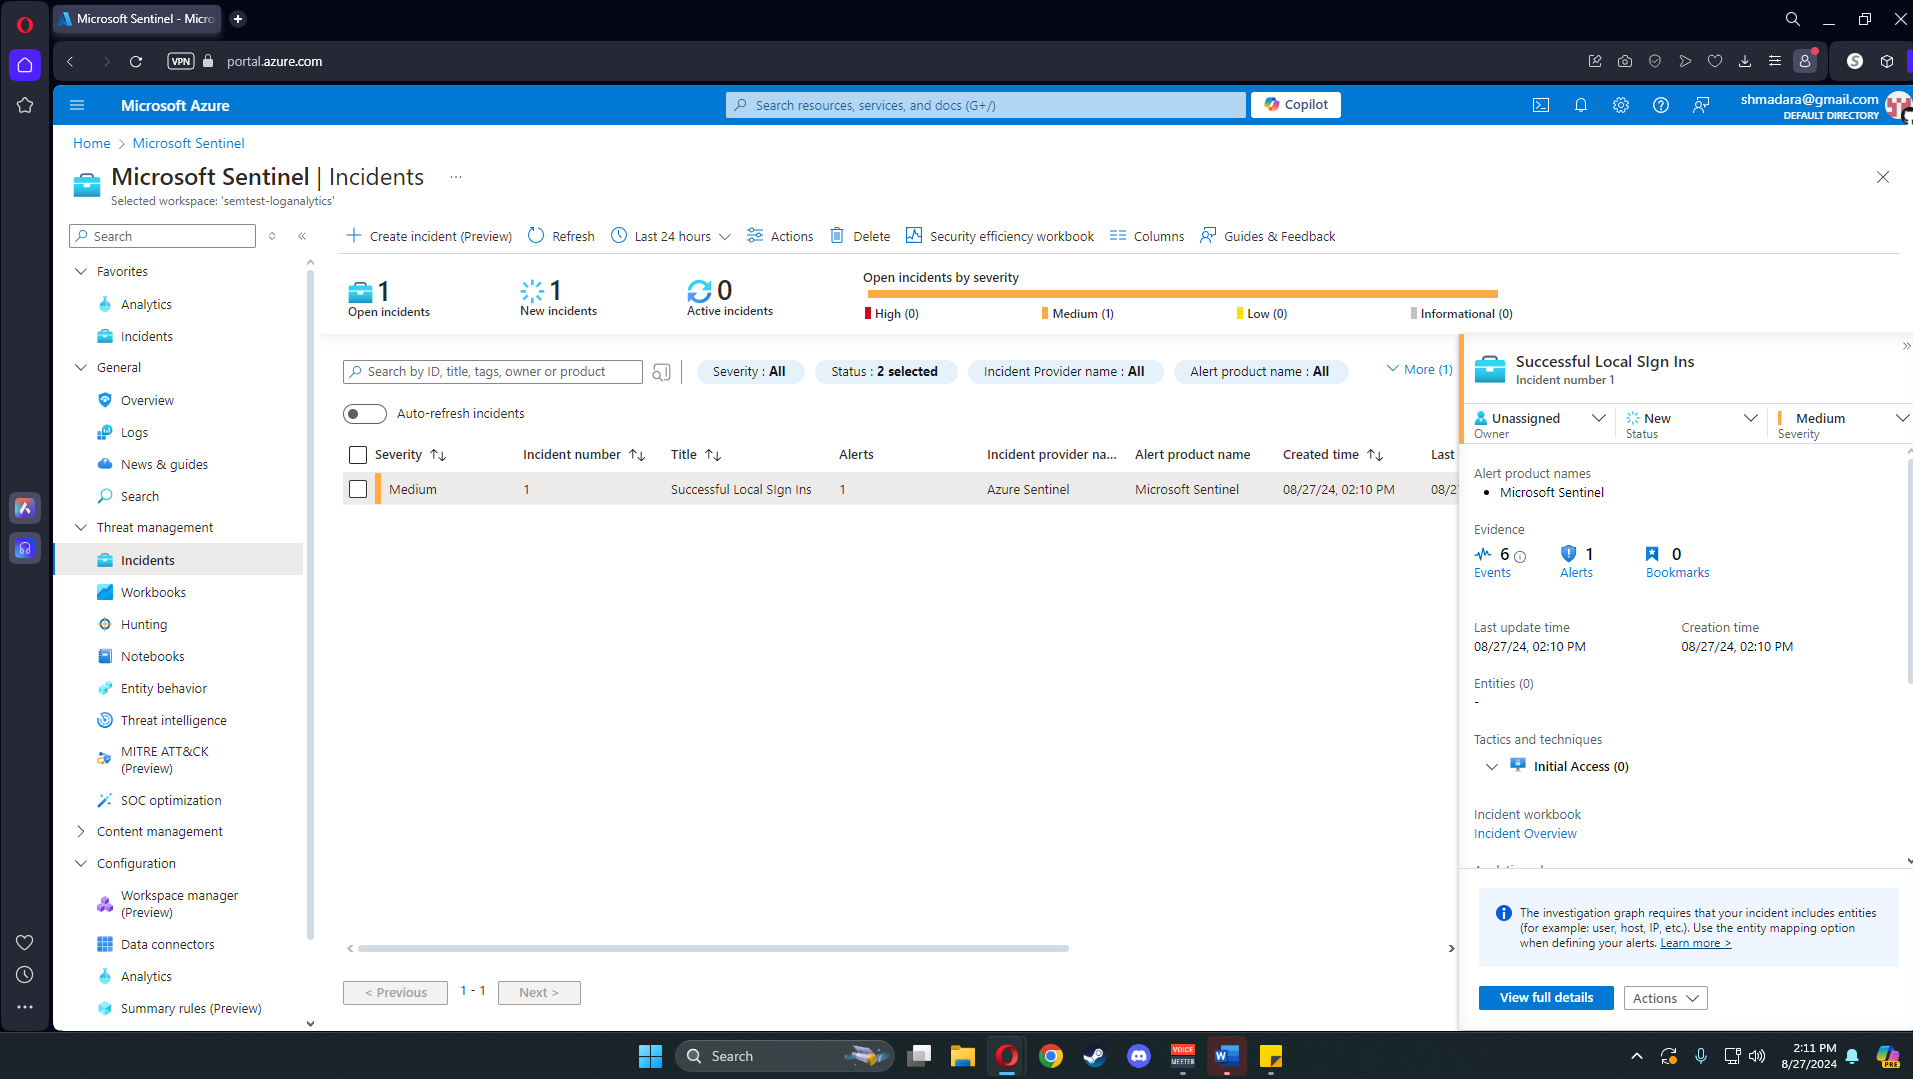 Microsoft Sentinel - Micro
VPN
portal.azure.com
Microsoft Azure
Search resources, services, and docs (G+/)
Copilot
shmadara@gmail.com
DEFAULT DIRECTORY
Home > Microsoft Sentinel
Microsoft Sentinel | Incidents
Selected workspace: 'semtest-loganalytics'
Search
Favorites
Analytics
Incidents
General
Overview
Logs
News & guides
Search
Threat management
Incidents
Workbooks
Hunting
Notebooks
Entity behavior
Threat intelligence
MITRE ATT&CK
(Preview)
SOC optimization
Content management
Configuration
Workspace manager
(Preview)
Data connectors
Analytics
Summary rules (Preview)
Create incident (Preview) Refresh Last 24 hours Actions Delete Security efficiency workbook Columns Guides & Feedback
1
Open incidents
1
New incidents
0
Active incidents
Open incidents by severity
High (0) Medium (1) Low (0) Informational (0)
Search by ID, title, tags, owner or product
Severity : All
Status : 2 selected
Incident Provider name : All
Alert product name : All
More (1)
Auto-refresh incidents
Severity Incident number Title Alerts Incident provider na... Alert product name Created time Last
Medium 1 Successful Local SIgn Ins 1 Azure Sentinel Microsoft Sentinel 08/27/24, 02:10 PM 08/27
< Previous 1 - 1 Next >
Successful Local SIgn Ins
Incident number 1
Unassigned
Owner
New
Status
Medium
Severity
Alert product names
• Microsoft Sentinel
Evidence
6
Events
1
Alerts
0
Bookmarks
Last update time
08/27/24, 02:10 PM
Creation time
08/27/24, 02:10 PM
Entities (0)
-
Tactics and techniques
Initial Access (0)
Incident workbook
Incident Overview
The investigation graph requires that your incident includes entities
(for example: user, host, IP, etc.). Use the entity mapping option
when defining your alerts. Learn more >
View full details
Actions
Search
VOICE
MEETER
2:11 PM
8/27/2024
PRE